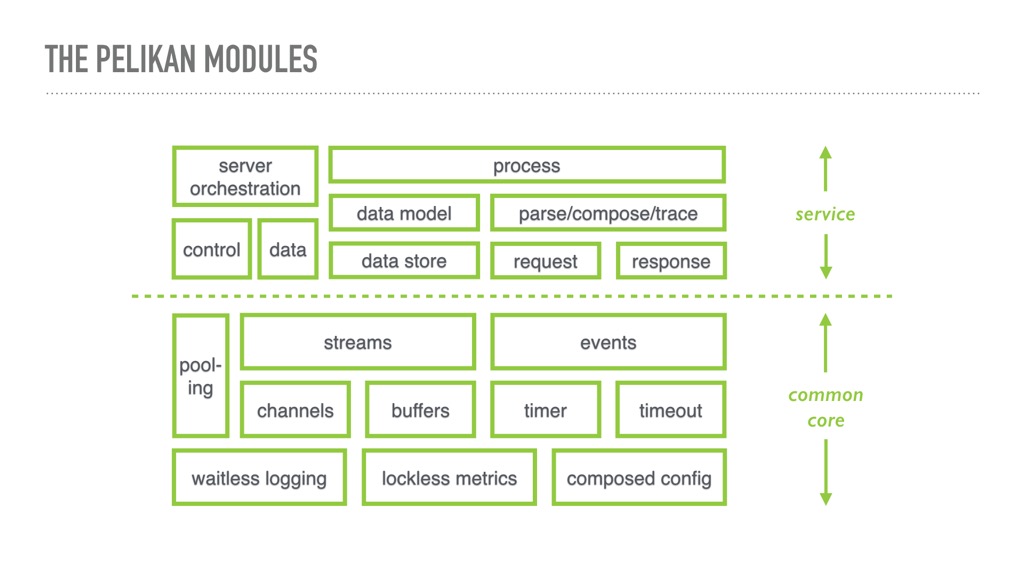 THE PELIKAN MODULES
server
orchestration
process
data model
parse/compose/trace
service
control
data
data store
request
response
pool-
ing
streams
events
channels
buffers
timer
timeout
common
core
waitless logging
lockless metrics
composed config